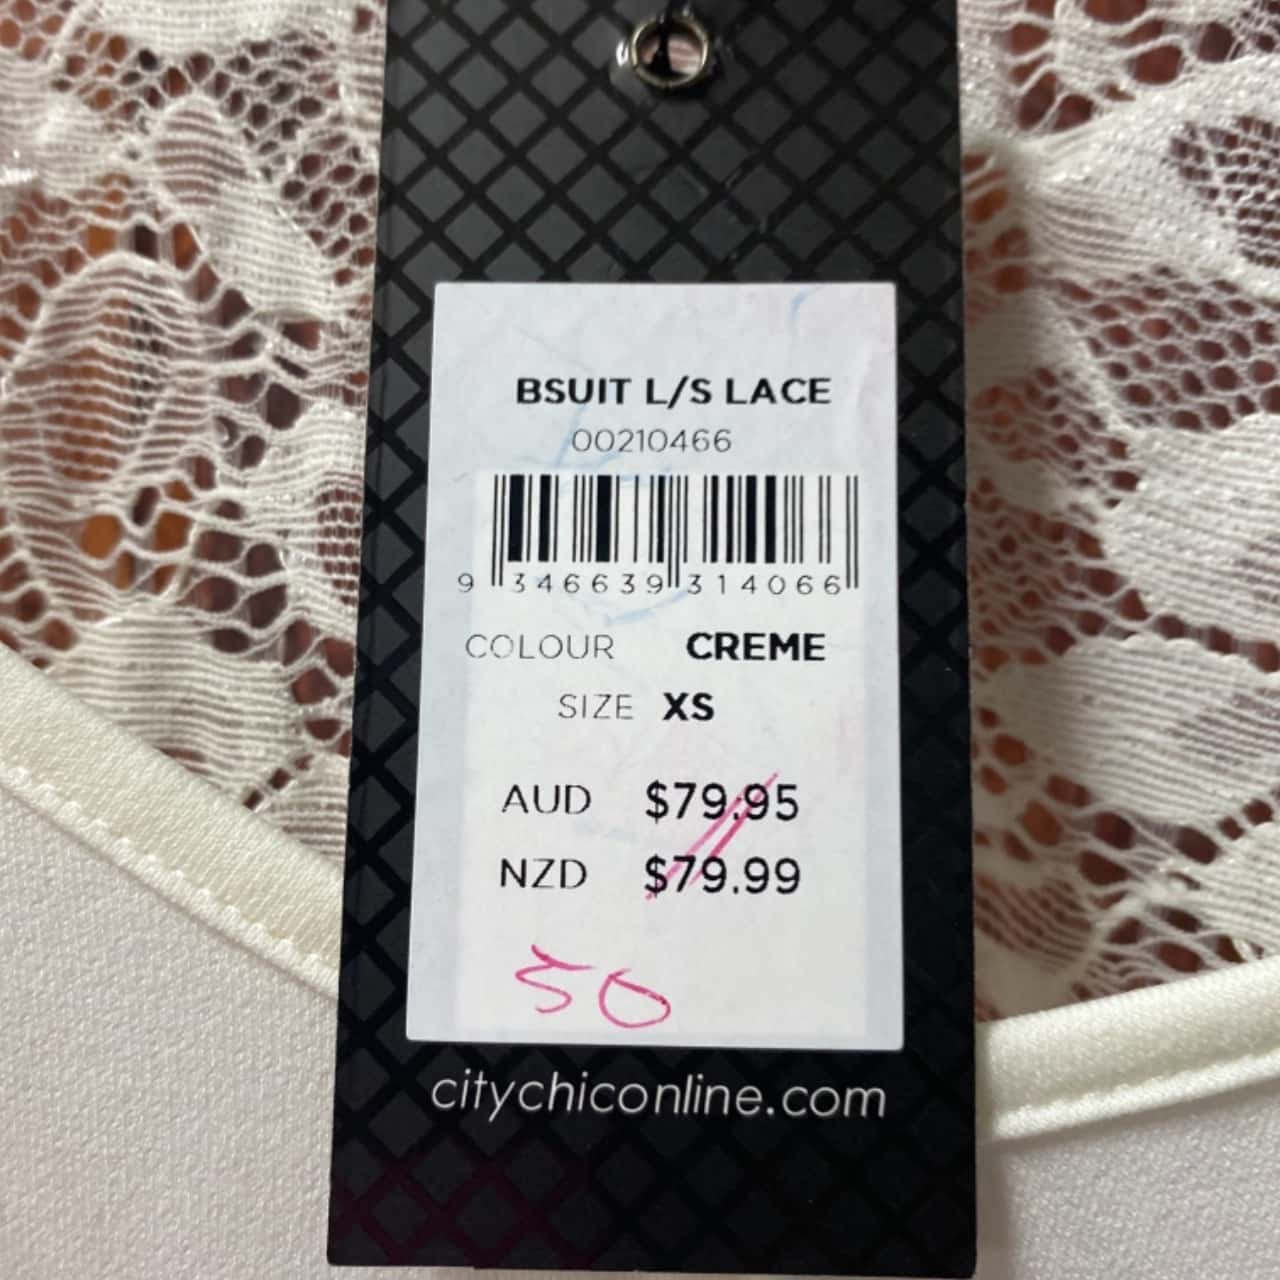 BSUIT L/S LACE
00210466
9 346639 314066
COLOUR CREME
SIZE XS
AUD $79.95
NZD $79.99
50
citychiconline.com